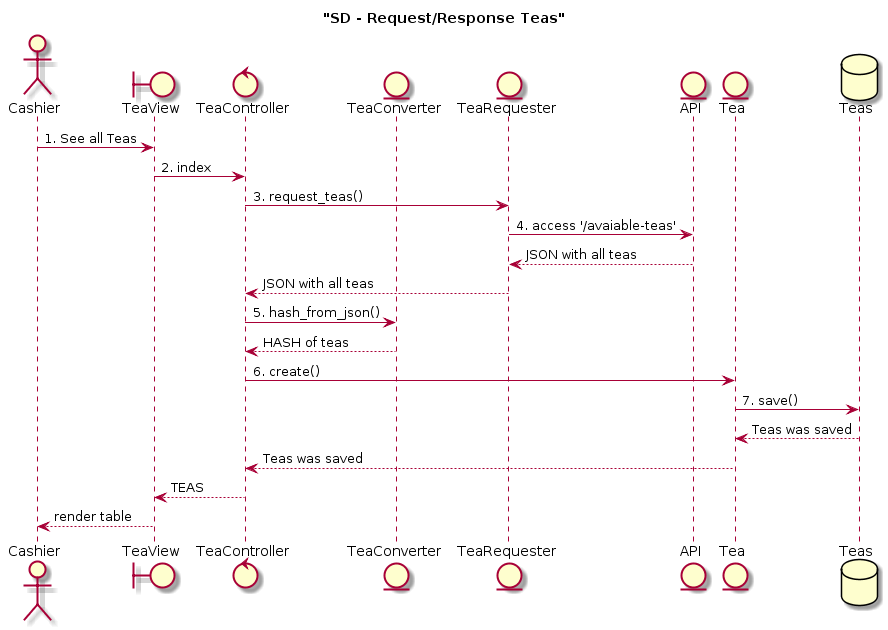 "SD - Request/Response Teas"
Cashier TeaView TeaController TeaConverter TeaRequester API Tea Teas
1. See all Teas
2. index
3. request_teas()
4. access '/avaiable-teas'
JSON with all teas
JSON with all teas
5. hash_from_json()
HASH of teas
6. create()
7. save()
Teas was saved
Teas was saved
TEAS
render table
Cashier TeaView TeaController TeaConverter TeaRequester API Tea Teas